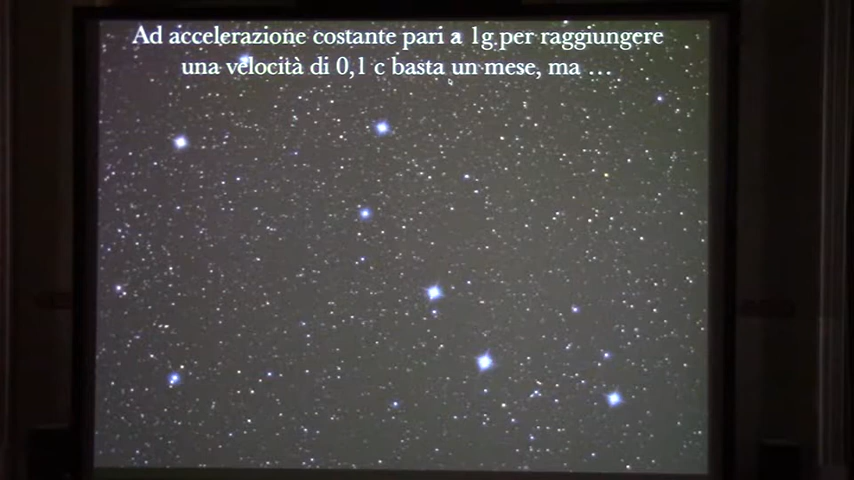 Ad accelerazione costante pari a 1g per raggiungere
una velocità di 0,1 c basta un mese, ma …